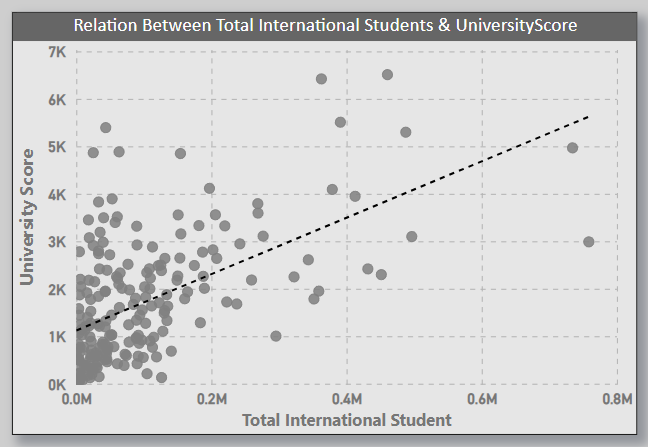 Relation Between Total International Students & UniversityScore
7K
6K
5K
4K
3K
2K
1K
0K
University Score
0.0M 0.2M 0.4M 0.6M 0.8M
Total International Student